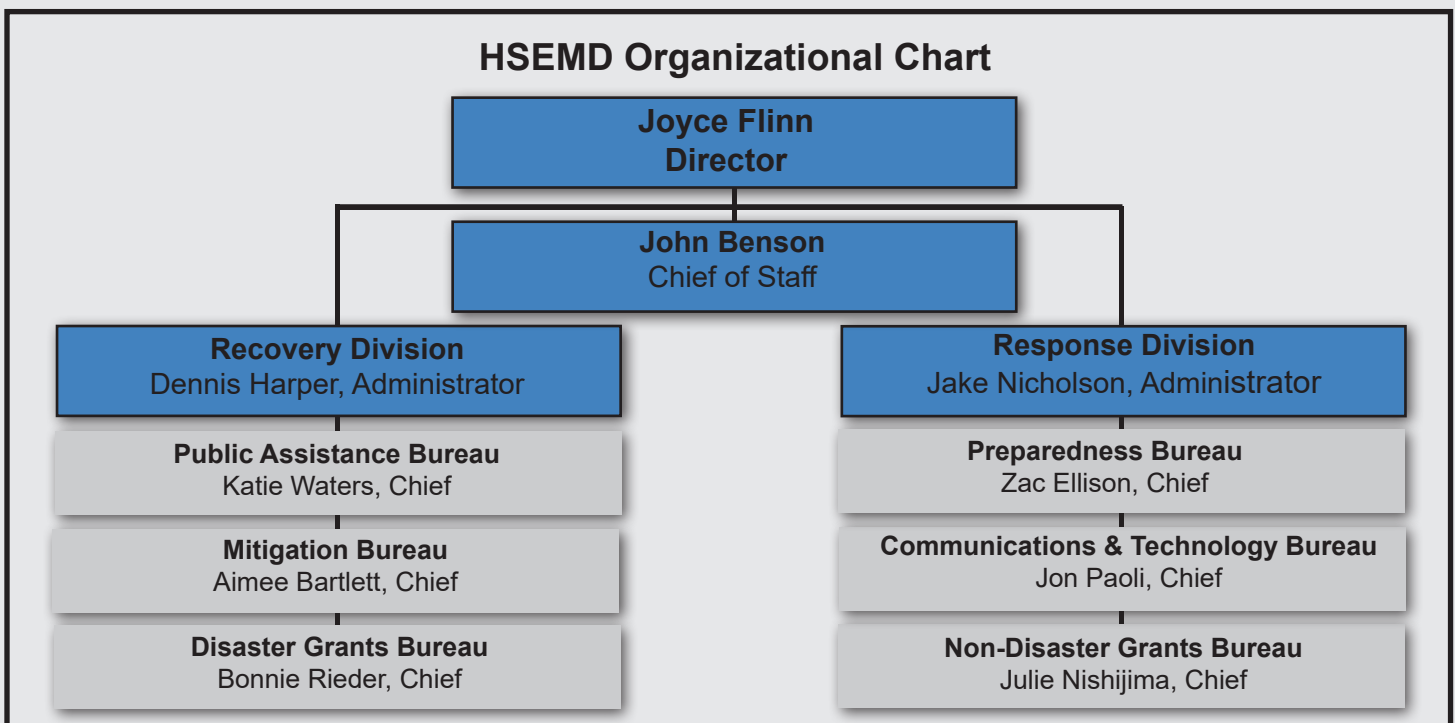 HSEMD Organizational Chart
Joyce Flinn
Director
John Benson
Chief of Staff
Recovery Division
Dennis Harper, Administrator
Public Assistance Bureau
Katie Waters, Chief
Mitigation Bureau
Aimee Bartlett, Chief
Disaster Grants Bureau
Bonnie Rieder, Chief
Response Division
Jake Nicholson, Administrator
Preparedness Bureau
Zac Ellison, Chief
Communications & Technology Bureau
Jon Paoli, Chief
Non-Disaster Grants Bureau
Julie Nishijima, Chief